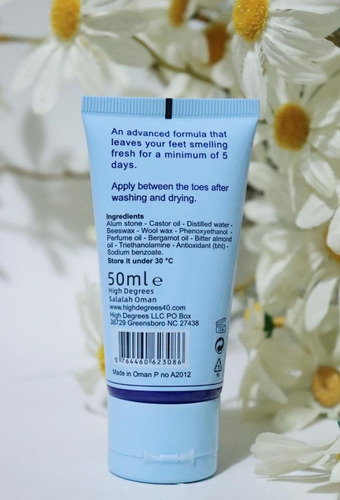 An advanced formula that
leaves your feet smelling
fresh for a minimum of 5
days.
Apply between the toes after
washing and drying.
Ingredients
Alum stone - Castor oil - Distilled water -
Beeswax - Wool wax - Phenoxyethanol -
Perfume oil - Bergamot oil - Bitter almond
oil - Triethanolamine - Antioxidant (bht) -
Sodium benzoate.
Store it under 30 °C
50ml e
High Degrees
Salalah Oman
www.highdegrees40.com
High Degrees LLC PO Box
38729 Greensboro NC 27438
0 764460 623086
Made in Oman P no A2012